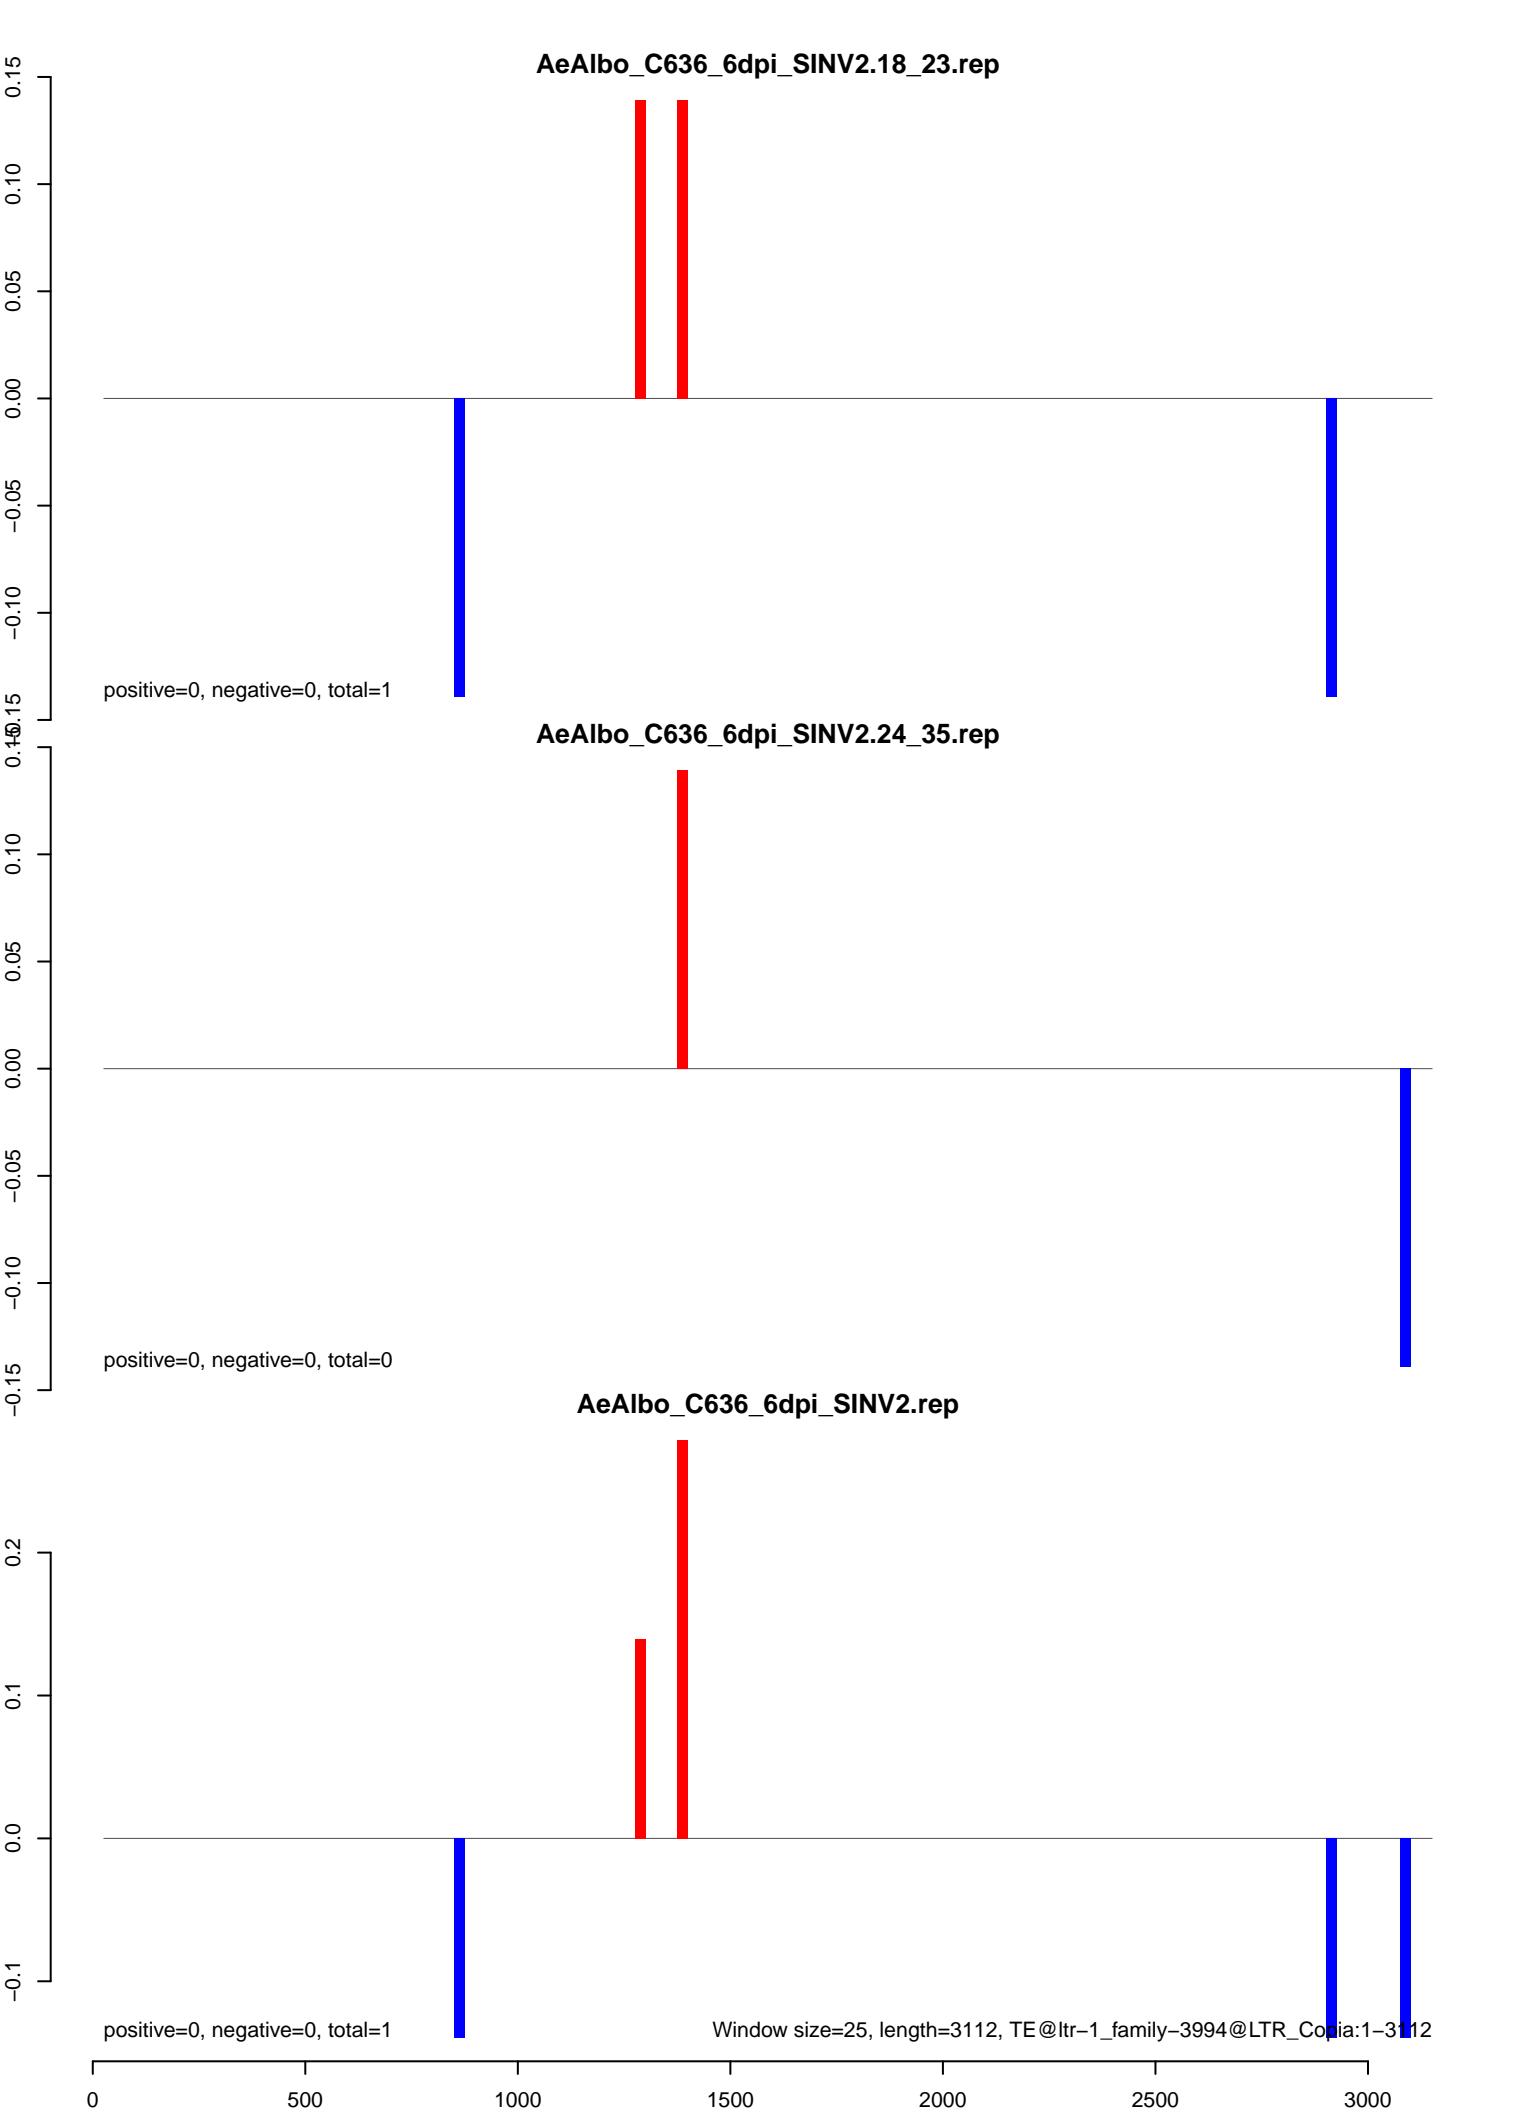 AeAlbo_C636_6dpi_SINV2.18_23.rep
0.15
0.10
0.05
0.00
−0.05
−0.10
−0.15
positive=0, negative=0, total=1
AeAlbo_C636_6dpi_SINV2.24_35.rep
0.15
0.10
0.05
0.00
−0.05
−0.10
−0.15
positive=0, negative=0, total=0
AeAlbo_C636_6dpi_SINV2.rep
0.2
0.1
0.0
−0.1
positive=0, negative=0, total=1
Window size=25, length=3112, TE@ltr−1_family−3994@LTR_Copia:1−3112
0 500 1000 1500 2000 2500 3000